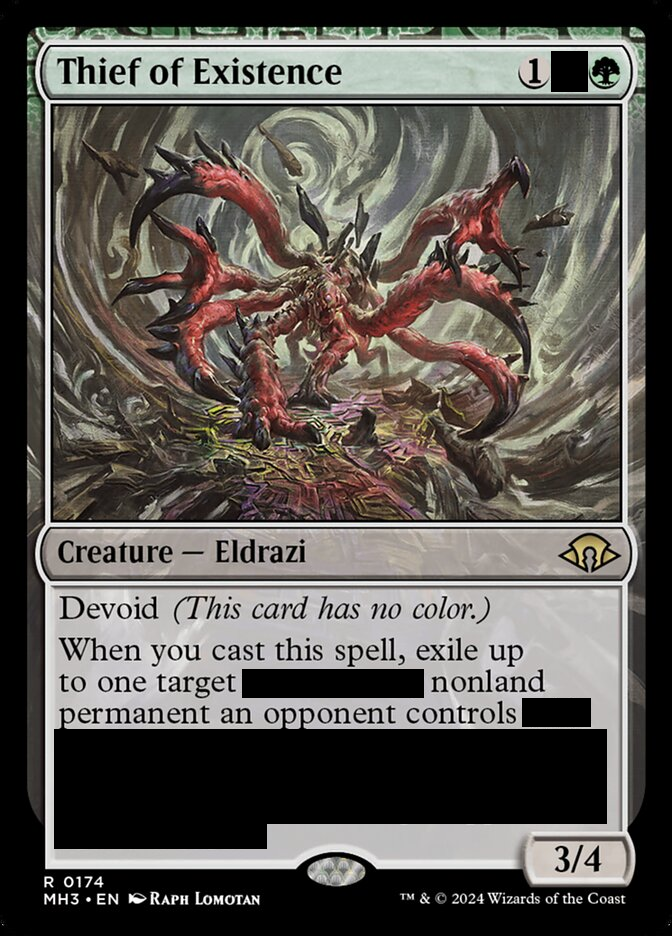 Thief of Existence 1
Creature — Eldrazi
Devoid (This card has no color.)
When you cast this spell, exile up
to one target nonland
permanent an opponent controls
3/4
R 0174
MH3 • EN Raph Lomotan
™ & © 2024 Wizards of the Coast